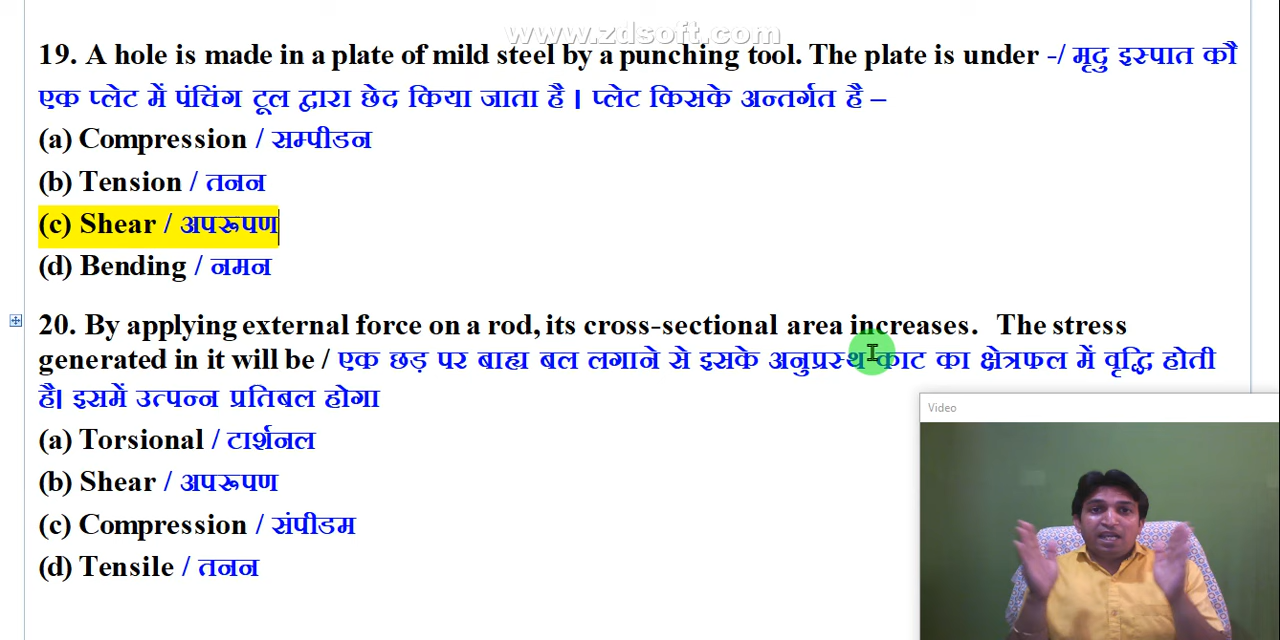 www.zdsoft.com
19. A hole is made in a plate of mild steel by a punching tool. The plate is under -/ मृदु इस्पात कौ
एक प्लेट में पंचिंग टूल द्वारा छेद किया जाता है। प्लेट किसके अन्तर्गत है –
(a) Compression / सम्पीडन
(b) Tension / तनन
(c) Shear / अपरूपण
(d) Bending / नमन
20. By applying external force on a rod, its cross-sectional area increases. The stress
generated in it will be / एक छड़ पर बाह्य बल लगाने से इसके अनुप्रस्थ काट का क्षेत्रफल में वृद्धि होती
है। इसमें उत्पन्न प्रतिबल होगा
(a) Torsional / टार्शनल
(b) Shear / अपरूपण
(c) Compression / संपीडम
(d) Tensile / तनन
Video